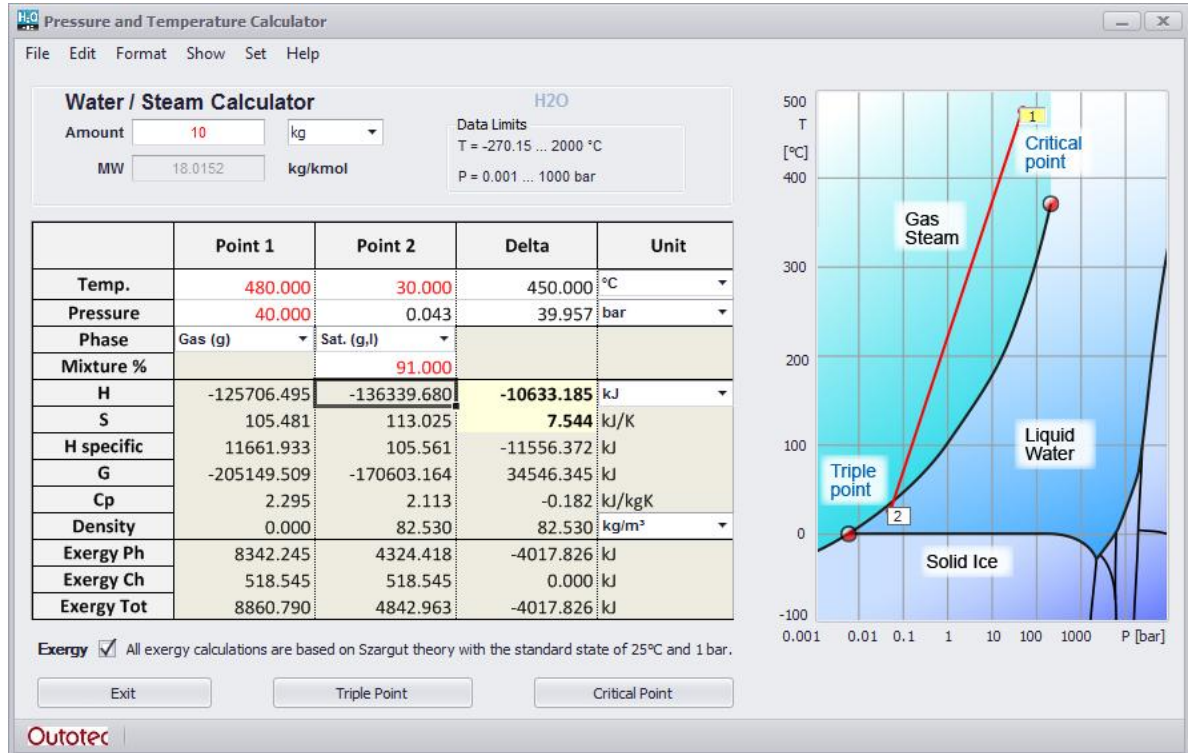 H₂O Pressure and Temperature Calculator
File Edit Format Show Set Help
Water / Steam Calculator
H2O
Amount 10 kg
MW 18.0152 kg/kmol
Data Limits
T = -270.15 ... 2000 °C
P = 0.001 ... 1000 bar
Point 1 Point 2 Delta Unit
Temp. 480.000 30.000 450.000 °C
Pressure 40.000 0.043 39.957 bar
Phase Gas (g) Sat. (g,l)
Mixture % 91.000
H -125706.495 -136339.680 -10633.185 kJ
S 105.481 113.025 7.544 kJ/K
H specific 11661.933 105.561 -11556.372 kJ
G -205149.509 -170603.164 34546.345 kJ
Cp 2.295 2.113 -0.182 kJ/kgK
Density 0.000 82.530 82.530 kg/m³
Exergy Ph 8342.245 4324.418 -4017.826 kJ
Exergy Ch 518.545 518.545 0.000 kJ
Exergy Tot 8860.790 4842.963 -4017.826 kJ
Exergy All exergy calculations are based on Szargut theory with the standard state of 25°C and 1 bar.
Exit Triple Point Critical Point
Outotec
500
T
[°C]
400
300
200
100
0
-100
1
Critical
point
Gas
Steam
Liquid
Water
Triple
point
2
Solid Ice
0.001 0.01 0.1 1 10 100 1000 P [bar]